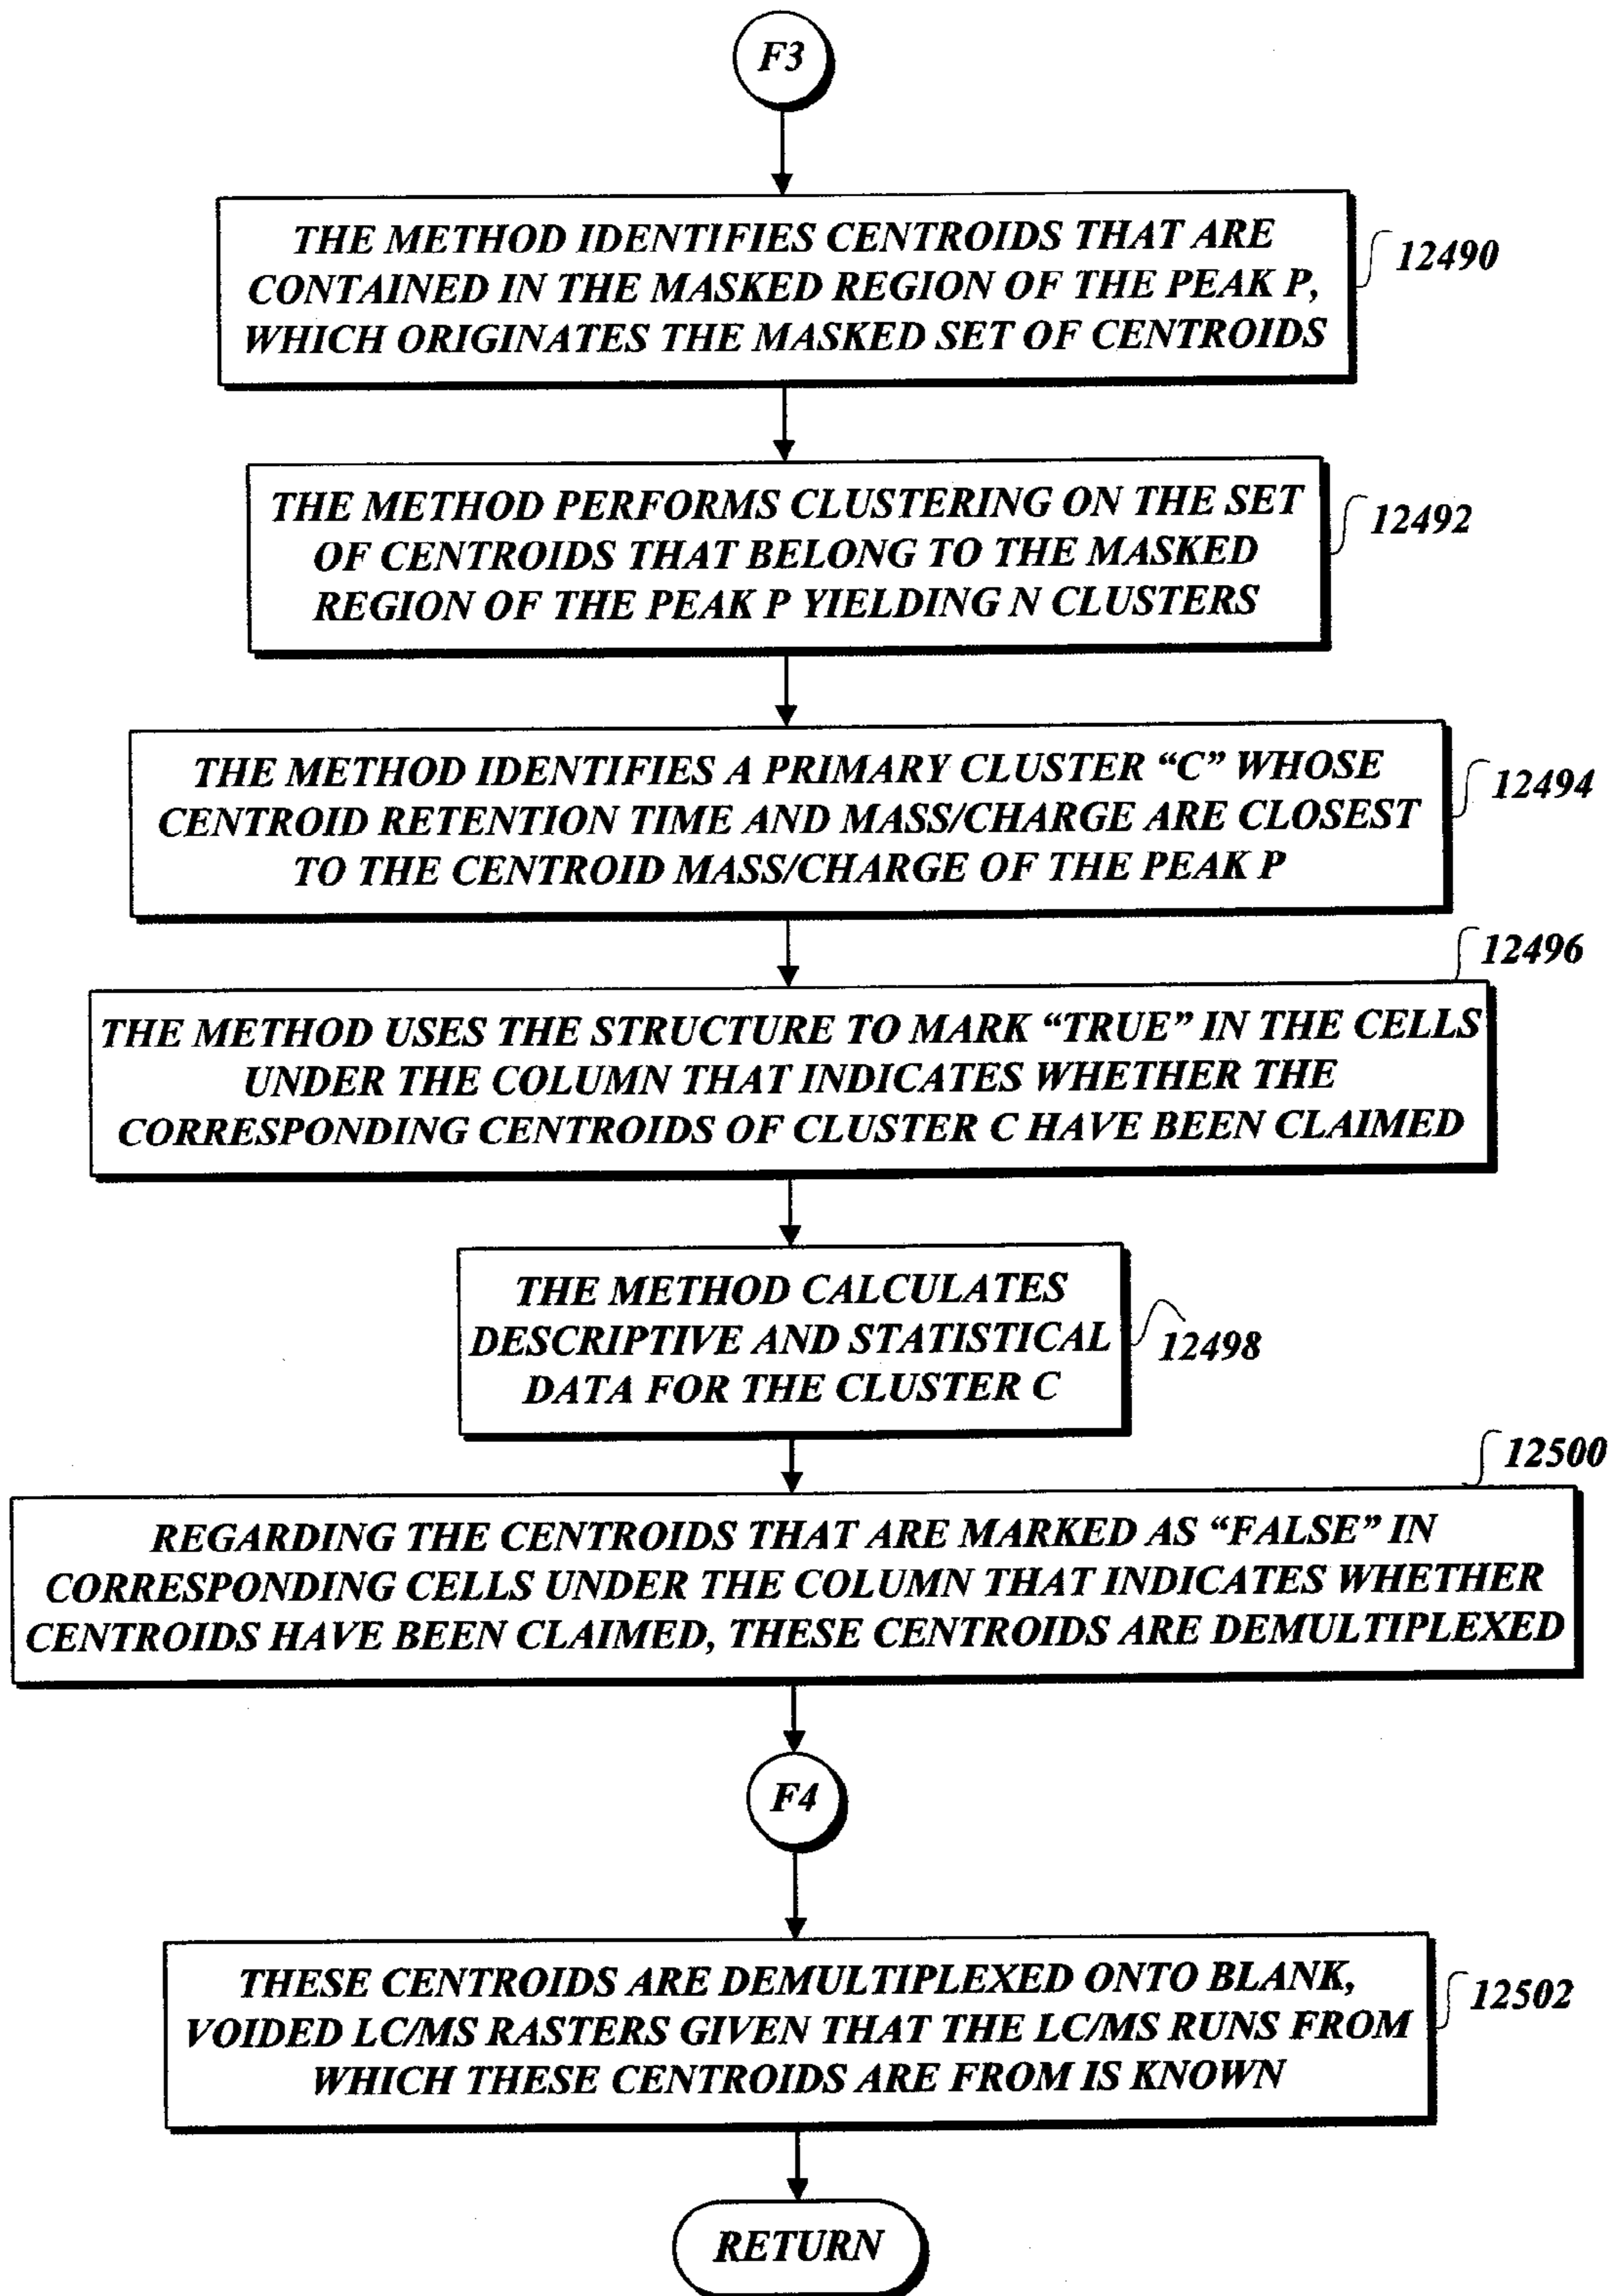 F3
THE METHOD IDENTIFIES CENTROIDS THAT ARE
CONTAINED IN THE MASKED REGION OF THE PEAK P,
WHICH ORIGINATES THE MASKED SET OF CENTROIDS
12490
THE METHOD PERFORMS CLUSTERING ON THE SET
OF CENTROIDS THAT BELONG TO THE MASKED
REGION OF THE PEAK P YIELDING N CLUSTERS
12492
THE METHOD IDENTIFIES A PRIMARY CLUSTER “C” WHOSE
CENTROID RETENTION TIME AND MASS/CHARGE ARE CLOSEST
TO THE CENTROID MASS/CHARGE OF THE PEAK P
12494
12496
THE METHOD USES THE STRUCTURE TO MARK “TRUE” IN THE CELLS
UNDER THE COLUMN THAT INDICATES WHETHER THE
CORRESPONDING CENTROIDS OF CLUSTER C HAVE BEEN CLAIMED
THE METHOD CALCULATES
DESCRIPTIVE AND STATISTICAL
DATA FOR THE CLUSTER C
12498
12500
REGARDING THE CENTROIDS THAT ARE MARKED AS “FALSE” IN
CORRESPONDING CELLS UNDER THE COLUMN THAT INDICATES WHETHER
CENTROIDS HAVE BEEN CLAIMED, THESE CENTROIDS ARE DEMULTIPLEXED
F4
THESE CENTROIDS ARE DEMULTIPLEXED ONTO BLANK,
VOIDED LC/MS RASTERS GIVEN THAT THE LC/MS RUNS FROM
WHICH THESE CENTROIDS ARE FROM IS KNOWN
12502
RETURN